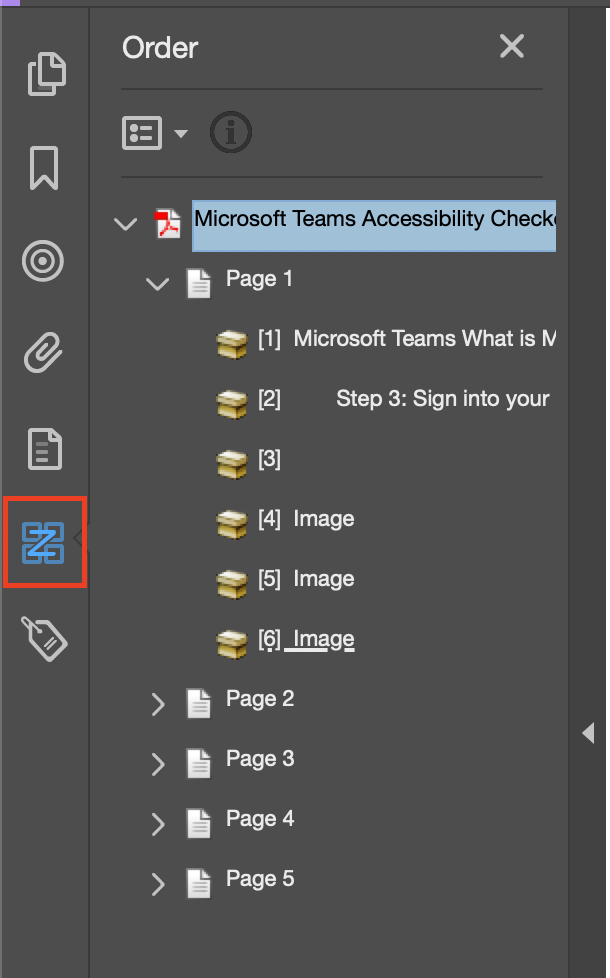 Order
Microsoft Teams Accessibility Check
Page 1
[1] Microsoft Teams What is M
[2] Step 3: Sign into your
[3]
[4] Image
[5] Image
[6] Image
Page 2
Page 3
Page 4
Page 5